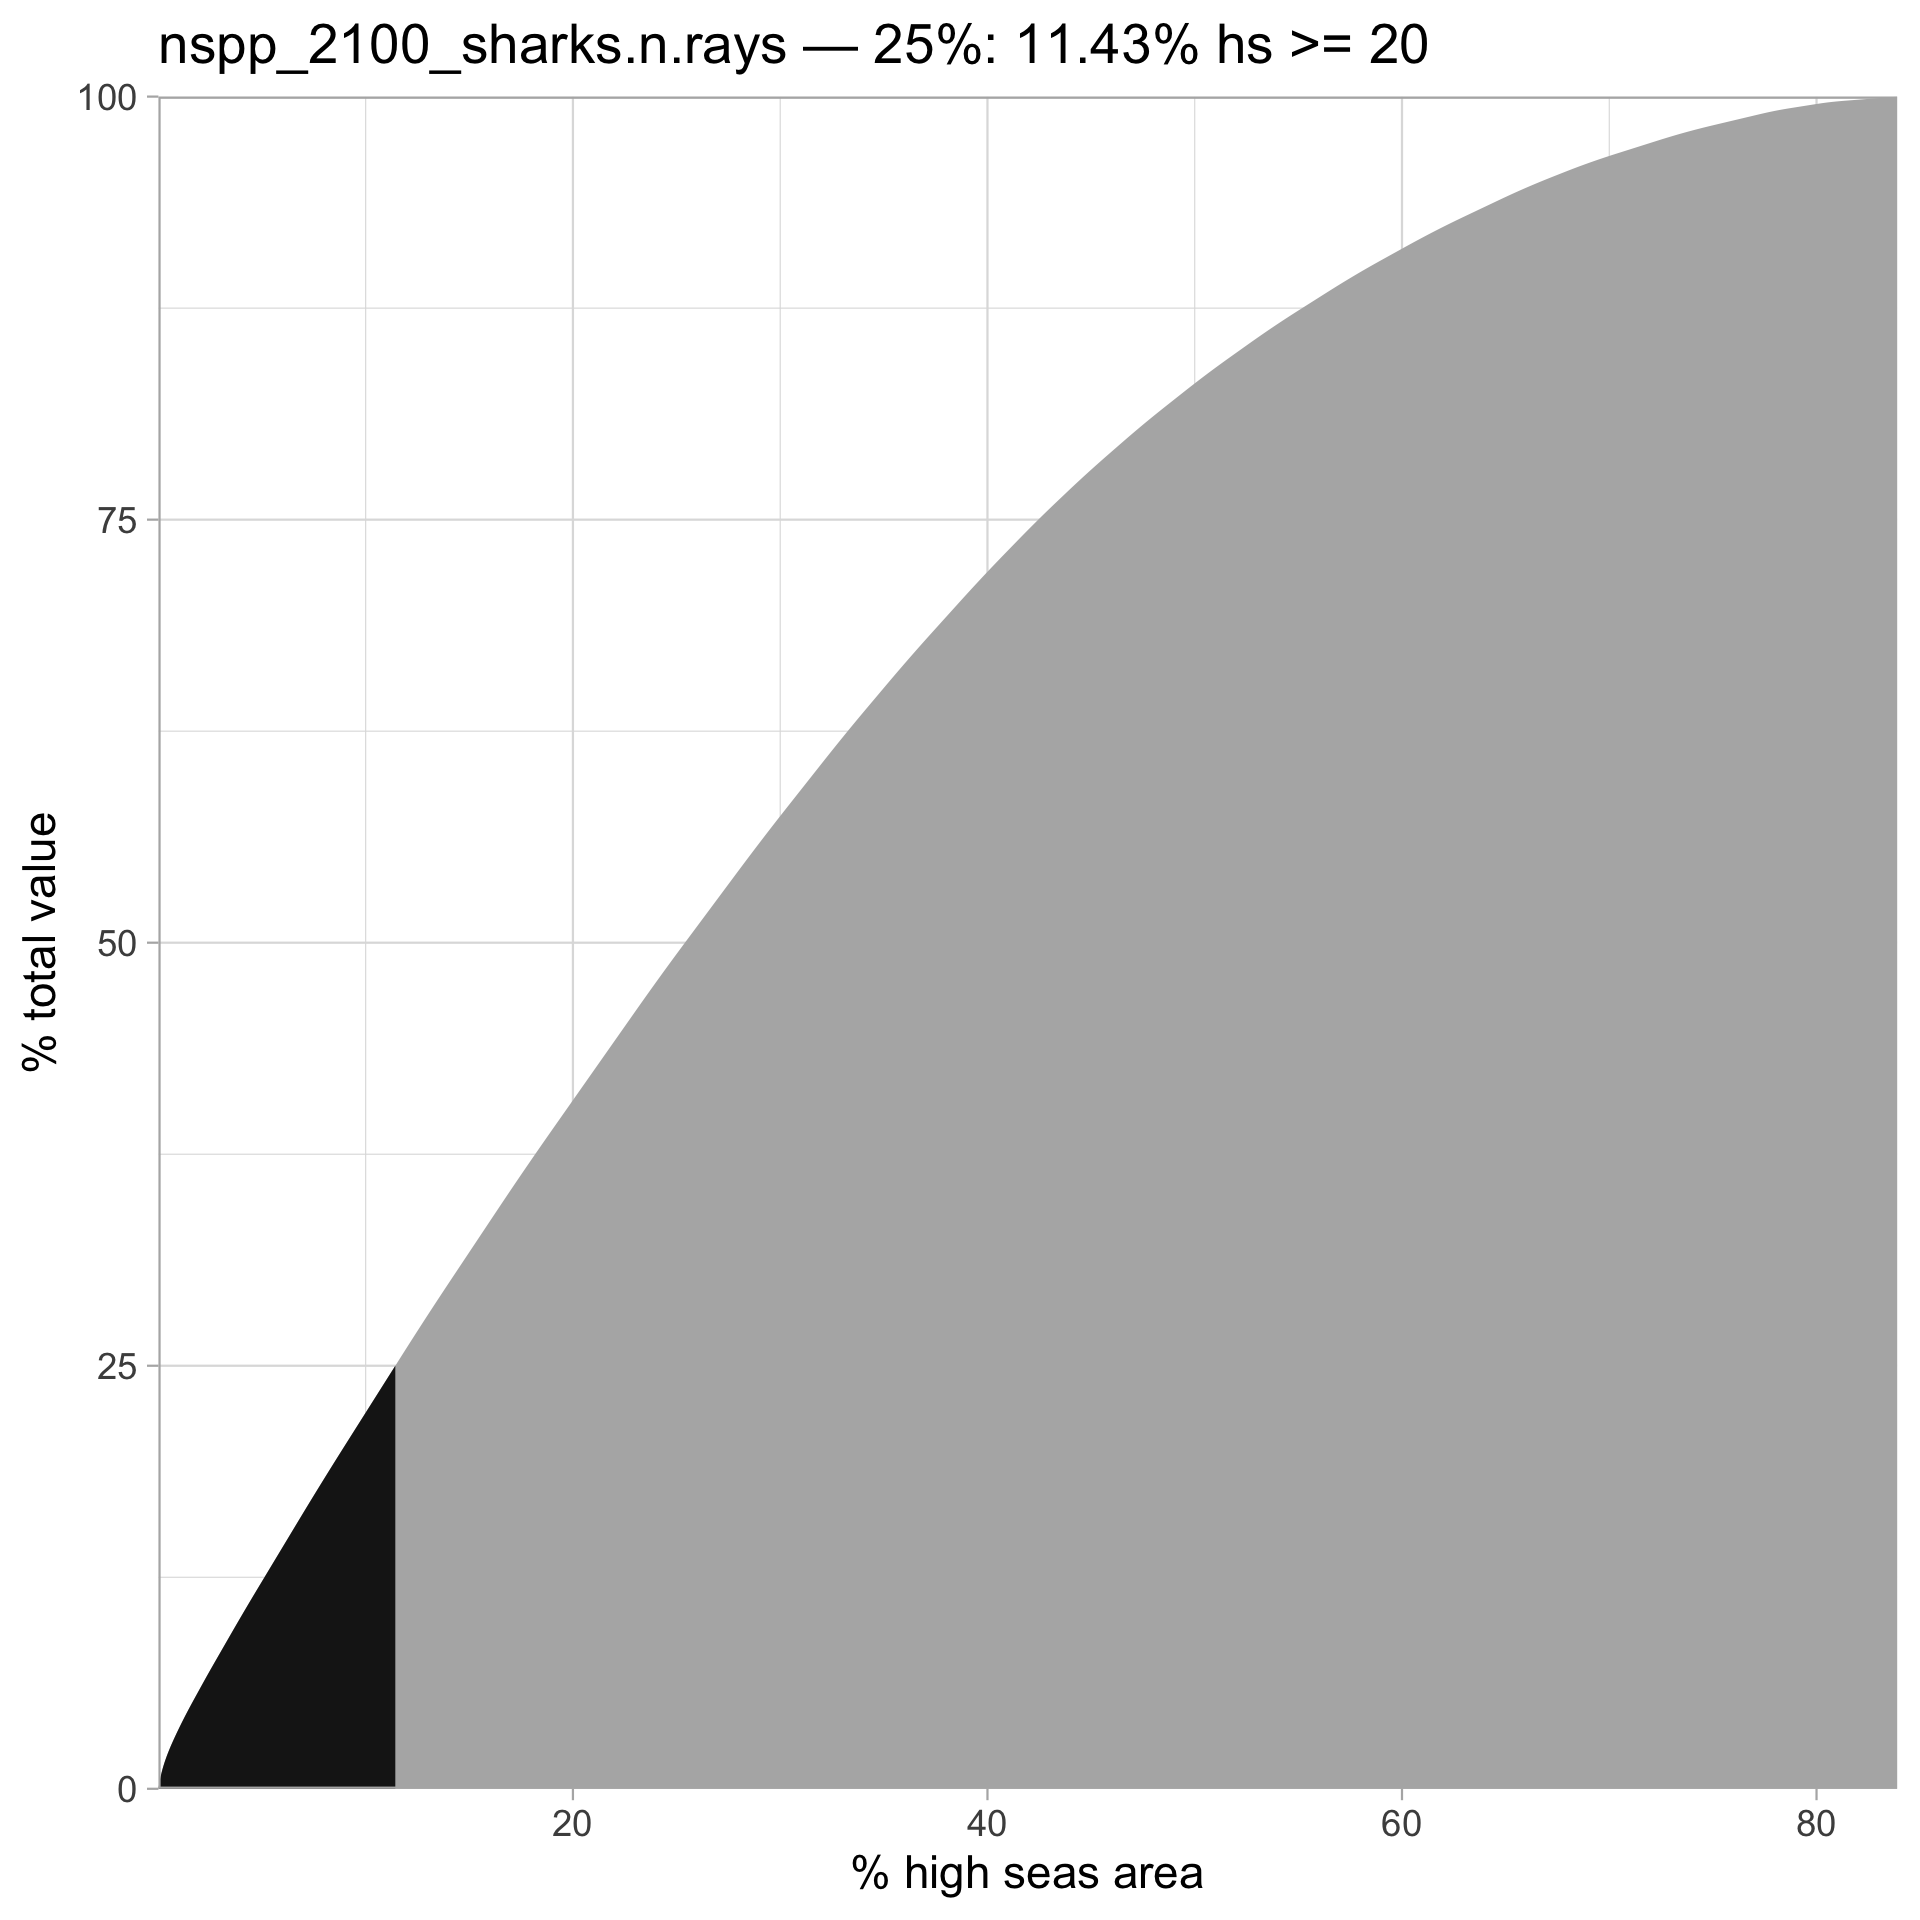 nspp_2100_sharks.n.rays — 25%: 11.43% hs >= 20
100
75
50
25
0
% total value
20 40 60 80
% high seas area